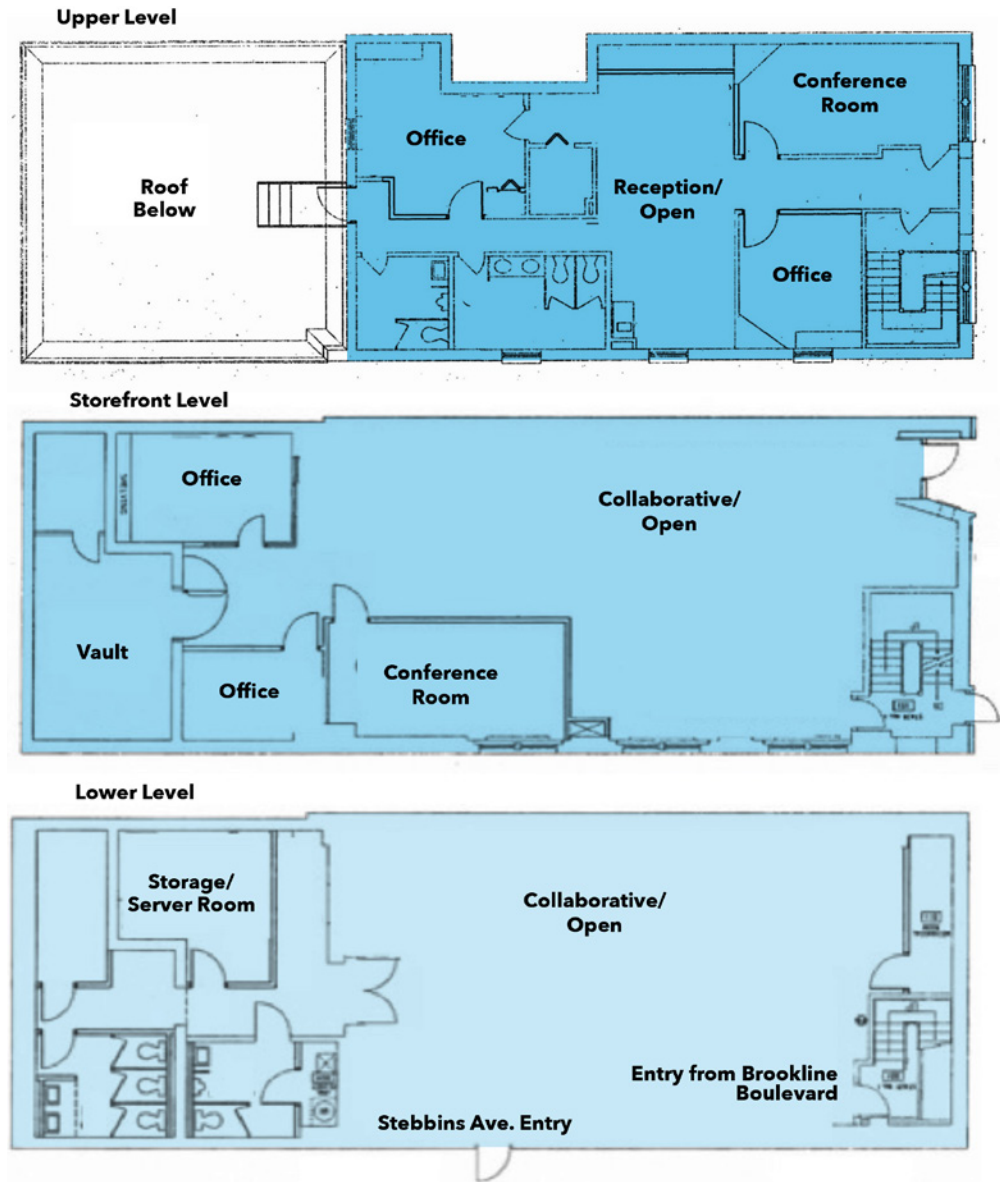 Upper Level
Conference
Room
Office
Roof
Below
Reception/
Open
Office
Storefront Level
Office
SHELVING
Collaborative/
Open
Vault
Office
Conference
Room
Lower Level
Storage/
Server Room
Collaborative/
Open
Entry from Brookline
Boulevard
Stebbins Ave. Entry